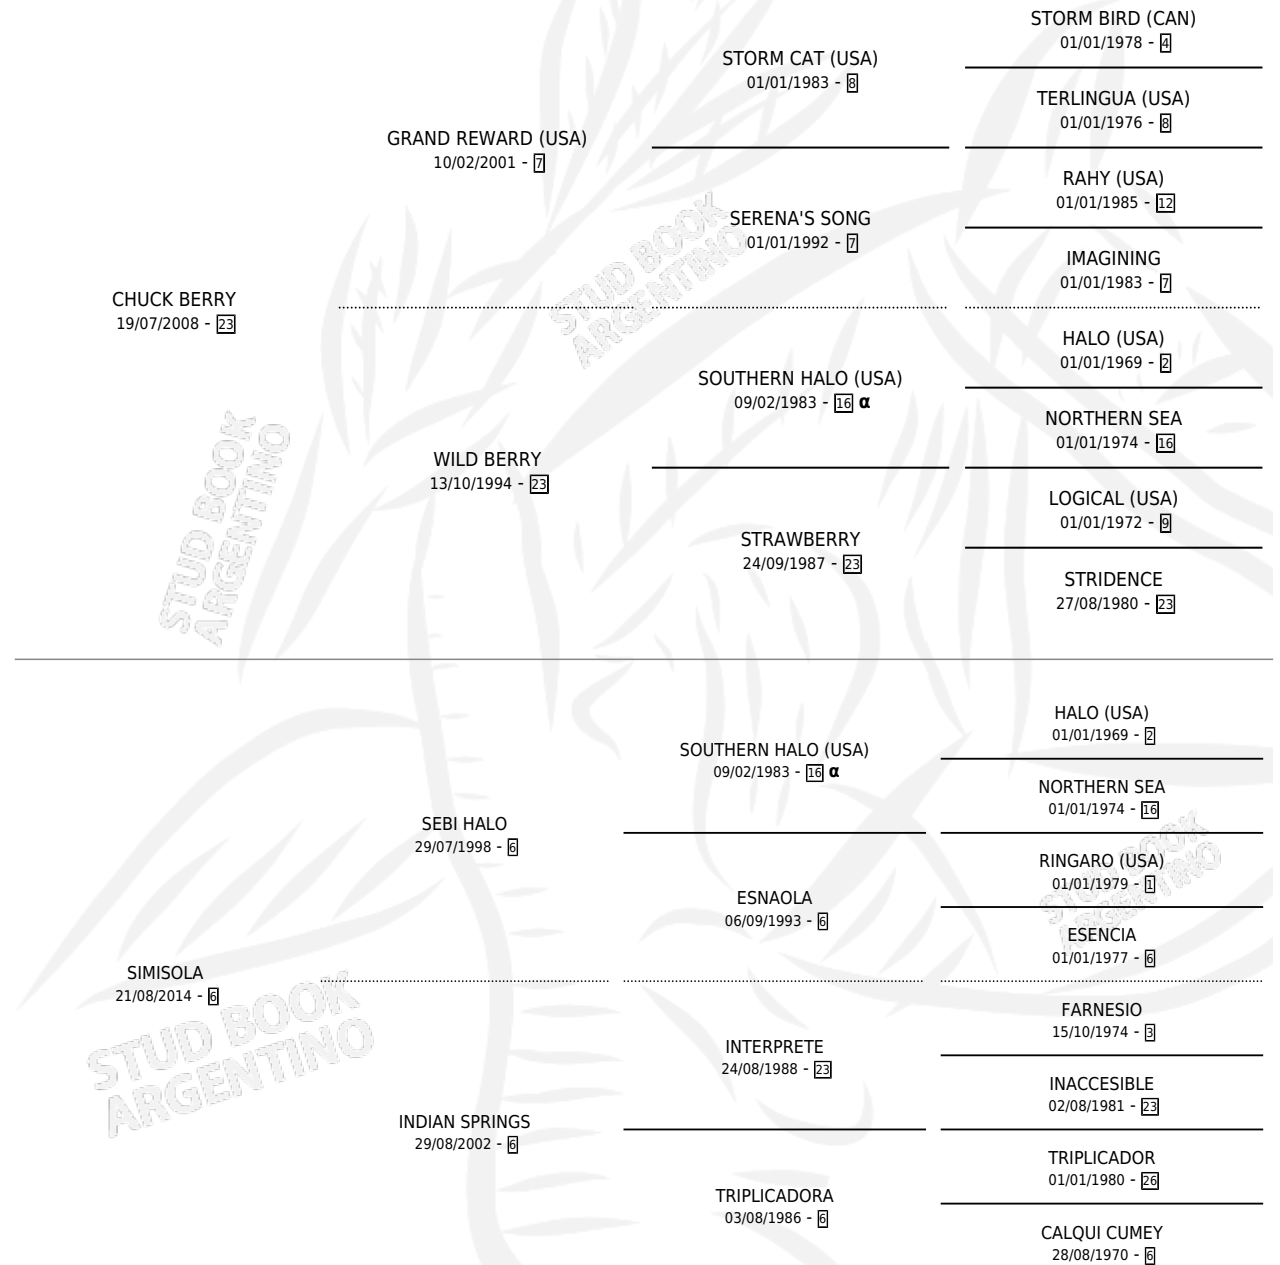 STORM BIRD (CAN)
01/01/1978 - 4
STORM CAT (USA)
01/01/1983 - 8
TERLINGUA (USA)
01/01/1976 - 8
GRAND REWARD (USA)
10/02/2001 - 7
RAHY (USA)
01/01/1985 - 12
SERENA'S SONG
01/01/1992 - 7
IMAGINING
01/01/1983 - 7
CHUCK BERRY
19/07/2008 - 23
HALO (USA)
01/01/1969 - 2
SOUTHERN HALO (USA)
09/02/1983 - 16 α
NORTHERN SEA
01/01/1974 - 16
WILD BERRY
13/10/1994 - 23
LOGICAL (USA)
01/01/1972 - 9
STRAWBERRY
24/09/1987 - 23
STRIDENCE
27/08/1980 - 23
HALO (USA)
01/01/1969 - 2
SOUTHERN HALO (USA)
09/02/1983 - 16 α
NORTHERN SEA
01/01/1974 - 16
SEBI HALO
29/07/1998 - 6
RINGARO (USA)
01/01/1979 - 1
ESNAOLA
06/09/1993 - 6
ESENCIA
01/01/1977 - 6
SIMISOLA
21/08/2014 - 6
FARNESIO
15/10/1974 - 3
INTERPRETE
24/08/1988 - 23
INACCESIBLE
02/08/1981 - 23
INDIAN SPRINGS
29/08/2002 - 6
TRIPLICADOR
01/01/1980 - 26
TRIPLICADORA
03/08/1986 - 6
CALQUI CUMEY
28/08/1970 - 6
STUD BOOK
ARGENTINO
STUD BOOK
ARGENTINO
STUD BOOK
ARGENTINO
STUD BOOK
ARGENTINO